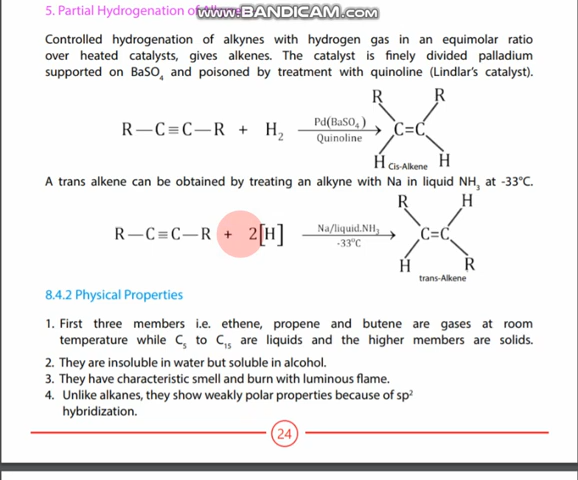 5. Partial Hydrogenation of
www.BANDICAM.com
Controlled hydrogenation of alkynes with hydrogen gas in an equimolar ratio
over heated catalysts, gives alkenes. The catalyst is finely divided palladium
supported on BaSO₄ and poisoned by treatment with quinoline (Lindlar's catalyst).
R R
R—C≡C—R + H₂ Pd(BaSO₄) Quinoline C=C
H Cis-Alkene H
A trans alkene can be obtained by treating an alkyne with Na in liquid NH₃ at -33°C.
R H
R—C≡C—R + 2[H] Na/liquid.NH₃ -33°C C=C
H R
trans-Alkene
8.4.2 Physical Properties
1. First three members i.e. ethene, propene and butene are gases at room
temperature while C₅ to C₁₅ are liquids and the higher members are solids.
2. They are insoluble in water but soluble in alcohol.
3. They have characteristic smell and burn with luminous flame.
4. Unlike alkanes, they show weakly polar properties because of sp²
hybridization.
24